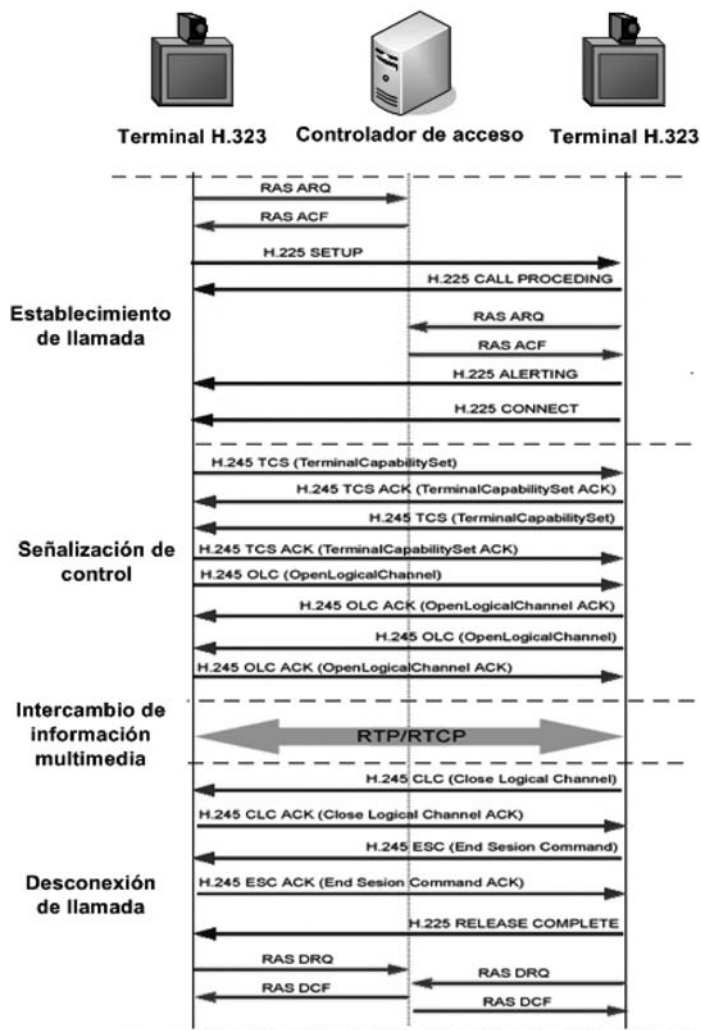 Terminal H.323
Controlador de acceso
Terminal H.323
RAS ARQ
RAS ACF
H.225 SETUP
H.225 CALL PROCEDING
Establecimiento
de llamada
RAS ARQ
RAS ACF
H.225 ALERTING
H.225 CONNECT
H.245 TCS (TerminalCapabilitySet)
H.245 TCS ACK (TerminalCapabilitySet ACK)
H.245 TCS (TerminalCapabilitySet)
Señalización de
control
H.245 TCS ACK (TerminalCapabilitySet ACK)
H.245 OLC (OpenLogicalChannel)
H.245 OLC ACK (OpenLogicalChannel ACK)
H.245 OLC (OpenLogicalChannel)
H.245 OLC ACK (OpenLogicalChannel ACK)
Intercambio de
información
multimedia
RTP/RTCP
H.245 CLC (Close Logical Channel)
H.245 CLC ACK (Close Logical Channel ACK)
H.245 ESC (End Sesion Command)
Desconexión
de llamada
H.245 ESC ACK (End Sesion Command ACK)
H.225 RELEASE COMPLETE
RAS DRQ
RAS DRQ
RAS DCF
RAS DCF